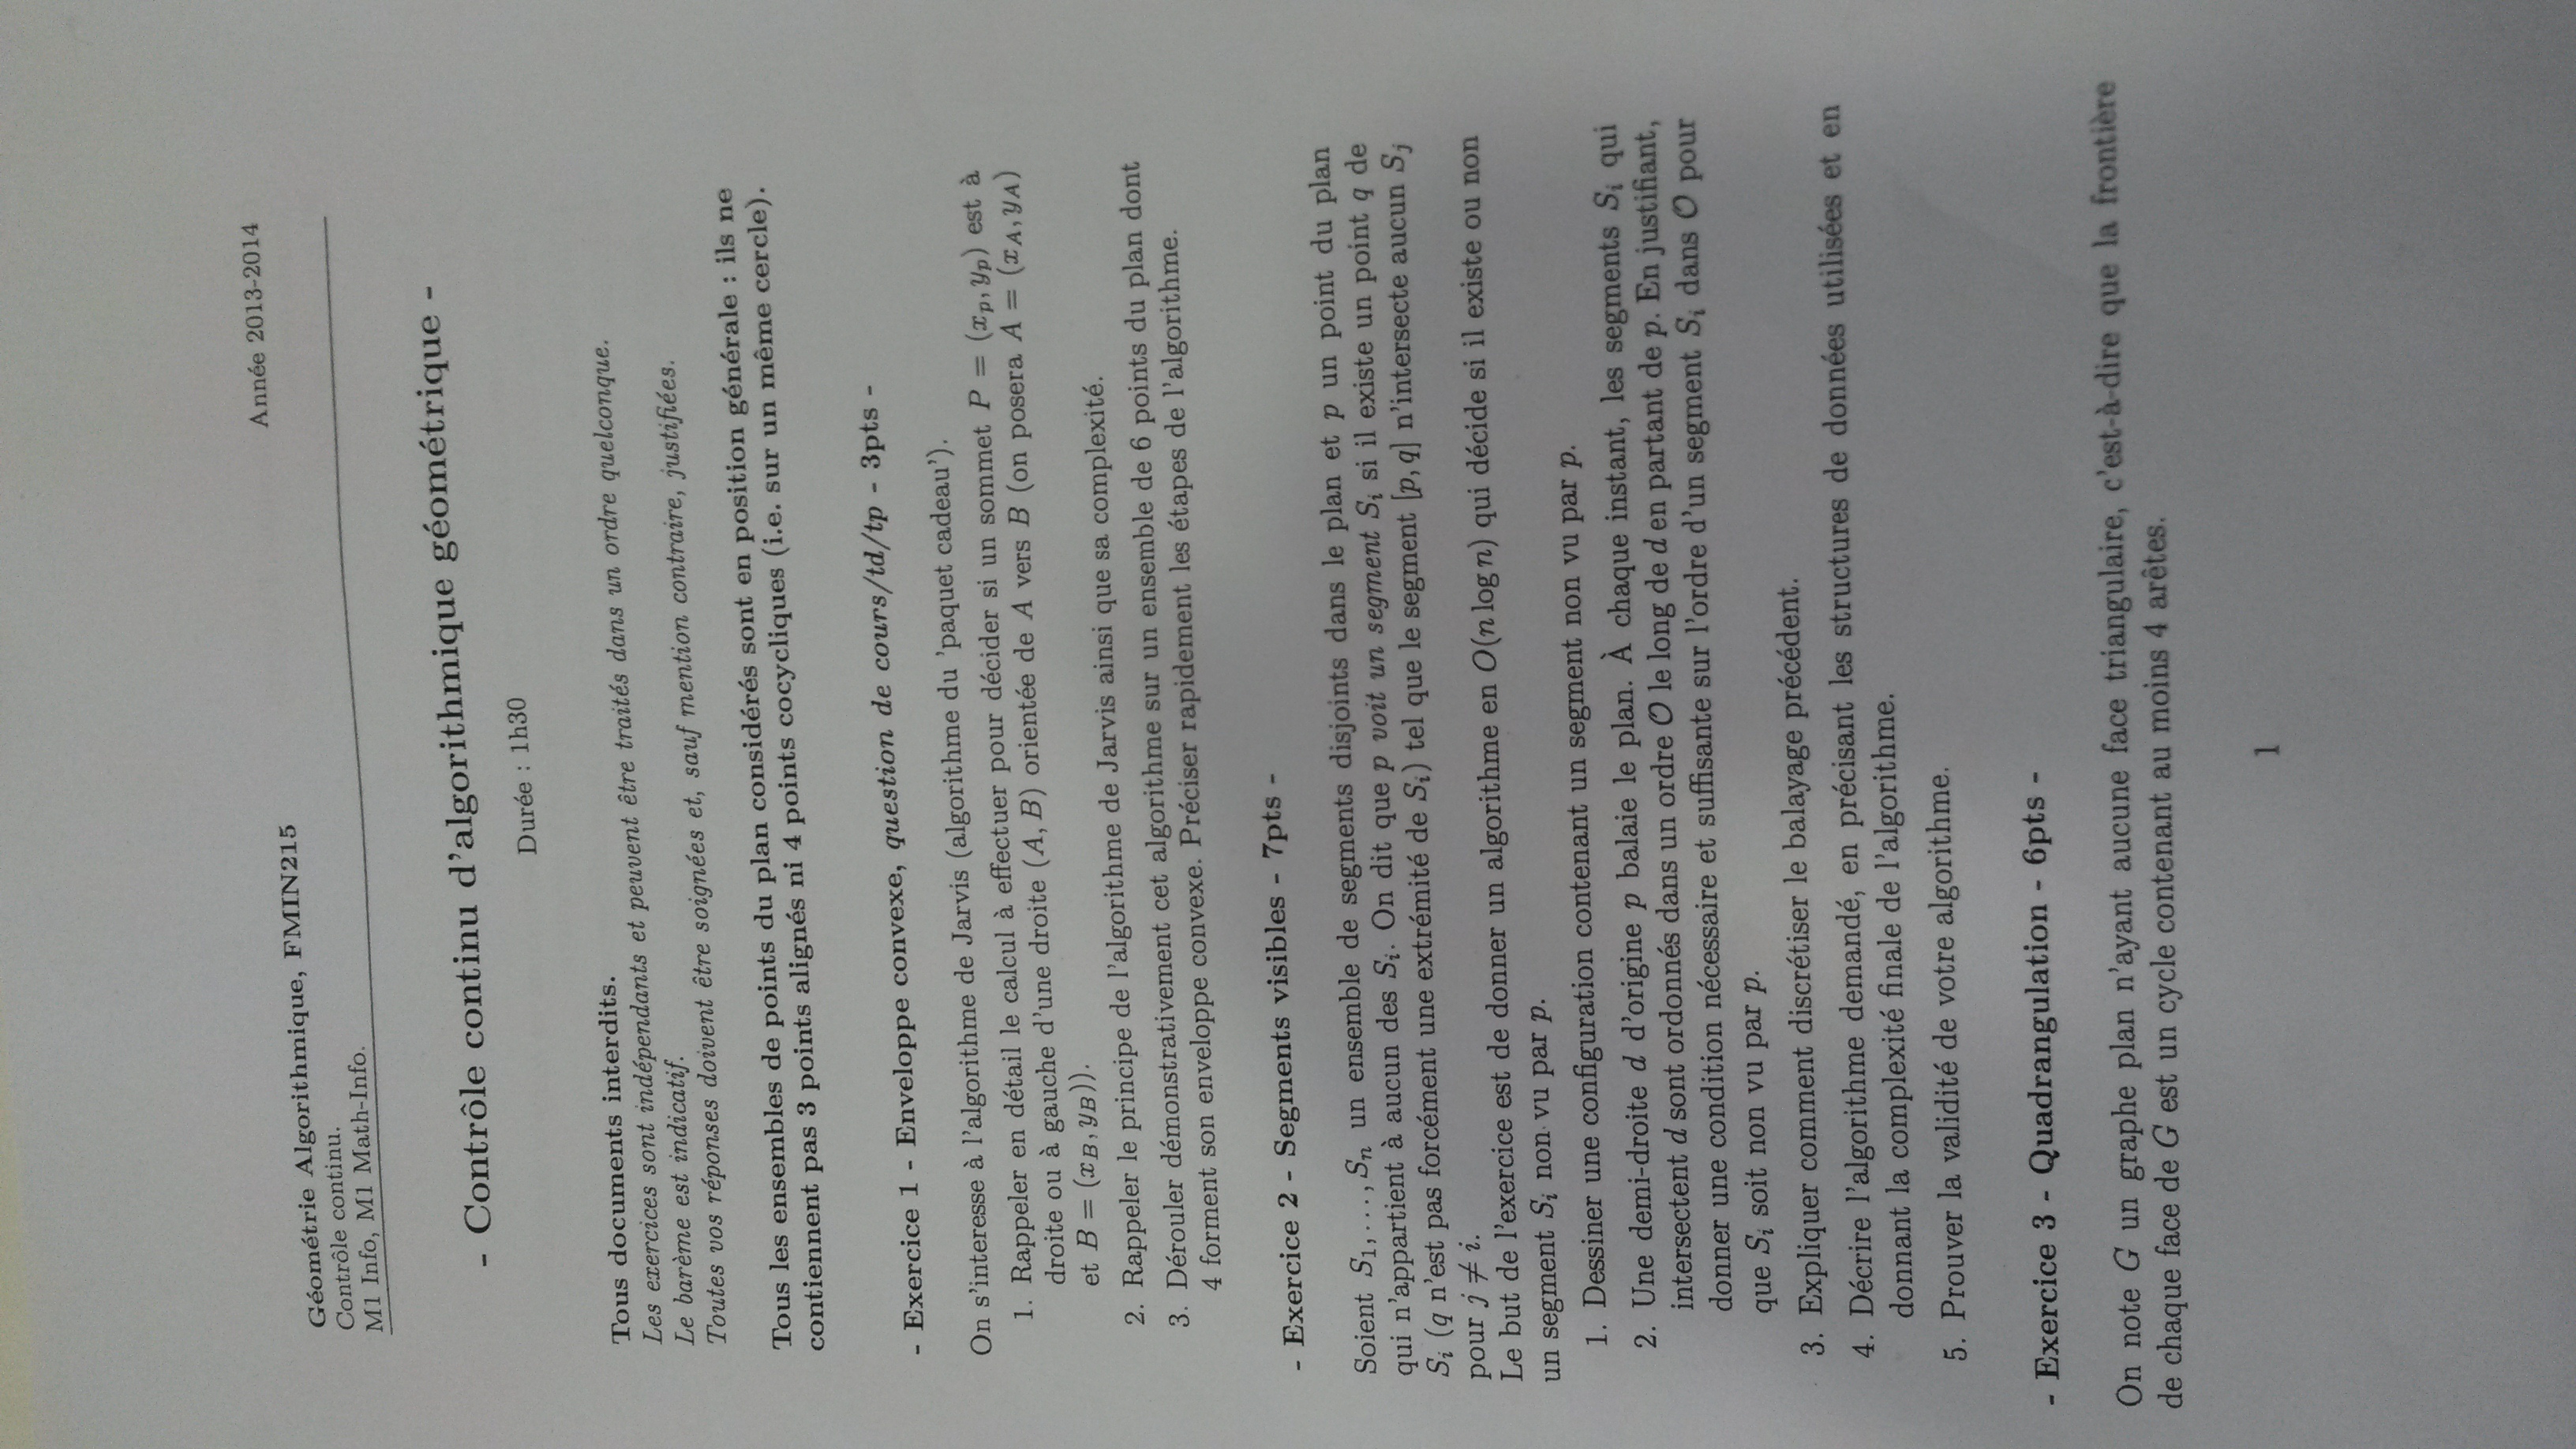 Géométrie Algorithmique, FMIN215 Année 2013-2014
Contrôle continu.
M1 Info, M1 Math-Info.
- Contrôle continu d'algorithmique géométrique -
Durée : 1h30
Tous documents interdits.
Les exercices sont indépendants et peuvent être traités dans un ordre quelconque.
Le barème est indicatif.
Toutes vos réponses doivent être soignées et, sauf mention contraire, justifiées.
Tous les ensembles de points du plan considérés sont en position générale : ils ne
contiennent pas 3 points alignés ni 4 points cocycliques (i.e. sur un même cercle).
- Exercice 1 - Enveloppe convexe, question de cours/td/tp - 3pts -
On s'interesse à l'algorithme de Jarvis (algorithme du 'paquet cadeau').
1. Rappeler en détail le calcul à effectuer pour décider si un sommet P = (x_p, y_p) est à
droite ou à gauche d'une droite (A, B) orientée de A vers B (on posera A = (x_A, y_A)
et B = (x_B, y_B)).
2. Rappeler le principe de l'algorithme de Jarvis ainsi que sa complexité.
3. Dérouler démonstrativement cet algorithme sur un ensemble de 6 points du plan dont
4 forment son enveloppe convexe. Préciser rapidement les étapes de l'algorithme.
- Exercice 2 - Segments visibles - 7pts -
Soient S_1, ..., S_n un ensemble de segments disjoints dans le plan et p un point du plan
qui n'appartient à aucun des S_i. On dit que p voit un segment S_i si il existe un point q de
S_i (q n'est pas forcément une extrémité de S_i) tel que le segment [p, q] n'intersecte aucun S_j
pour j ≠ i.
Le but de l'exercice est de donner un algorithme en O(n log n) qui décide si il existe ou non
un segment S_i non vu par p.
1. Dessiner une configuration contenant un segment non vu par p.
2. Une demi-droite d d'origine p balaie le plan. À chaque instant, les segments S_i qui
intersectent d sont ordonnés dans un ordre O le long de d en partant de p. En justifiant,
donner une condition nécessaire et suffisante sur l'ordre d'un segment S_i dans O pour
que S_i soit non vu par p.
3. Expliquer comment discrétiser le balayage précédent.
4. Décrire l'algorithme demandé, en précisant les structures de données utilisées et en
donnant la complexité finale de l'algorithme.
5. Prouver la validité de votre algorithme.
- Exercice 3 - Quadrangulation - 6pts -
On note G un graphe plan n'ayant aucune face triangulaire, c'est-à-dire que la frontière
de chaque face de G est un cycle contenant au moins 4 arêtes.
1